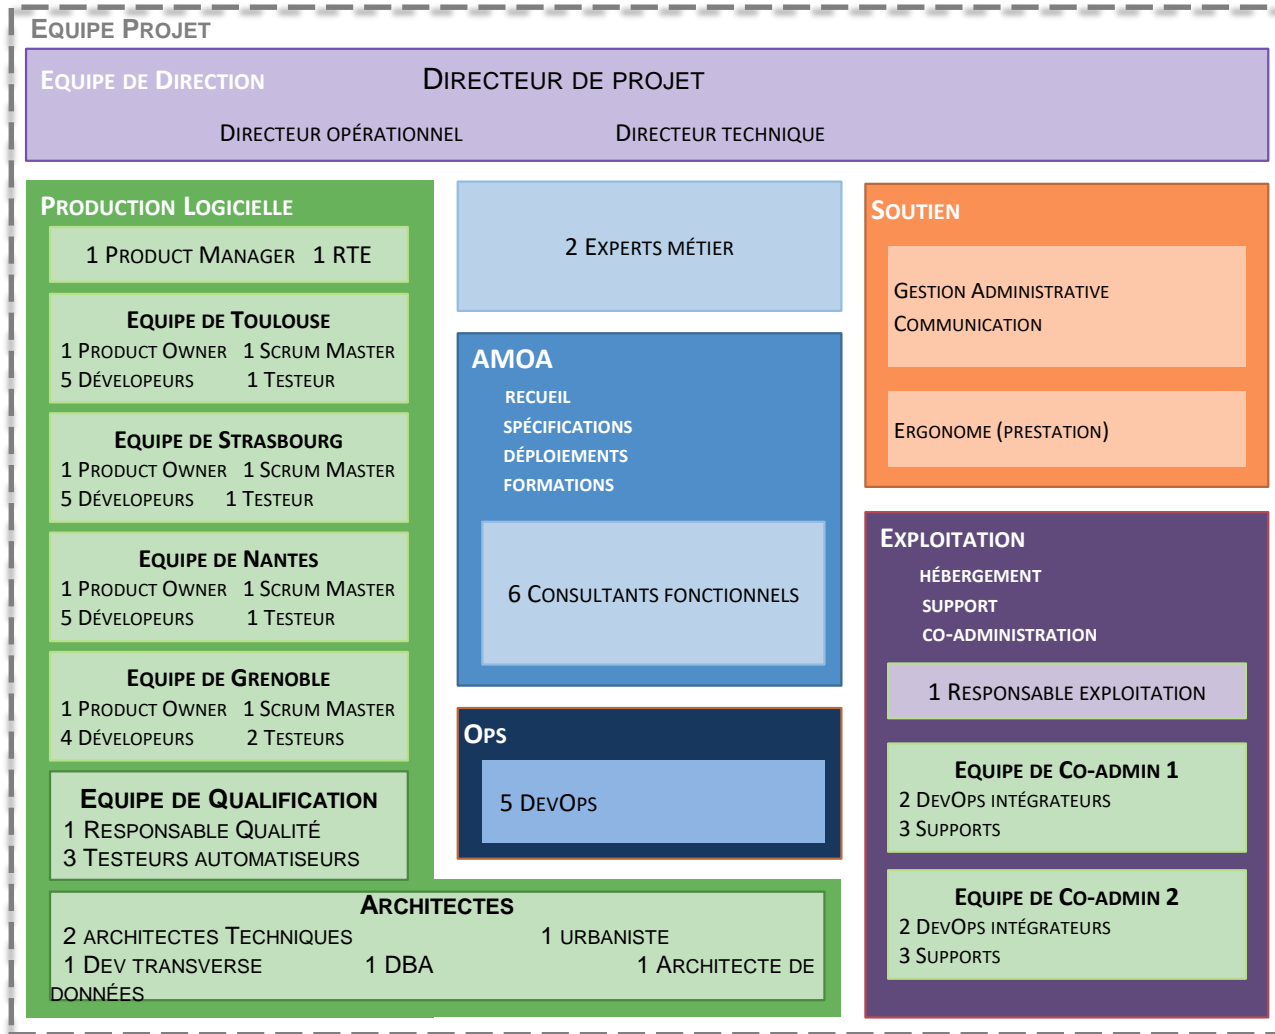 EQUIPE PROJET
EQUIPE DE DIRECTION DIRECTEUR DE PROJET
DIRECTEUR OPÉRATIONNEL DIRECTEUR TECHNIQUE
PRODUCTION LOGICIELLE
1 PRODUCT MANAGER 1 RTE
EQUIPE DE TOULOUSE
1 PRODUCT OWNER 1 SCRUM MASTER
5 DÉVELOPEURS 1 TESTEUR
EQUIPE DE STRASBOURG
1 PRODUCT OWNER 1 SCRUM MASTER
5 DÉVELOPEURS 1 TESTEUR
EQUIPE DE NANTES
1 PRODUCT OWNER 1 SCRUM MASTER
5 DÉVELOPEURS 1 TESTEUR
EQUIPE DE GRENOBLE
1 PRODUCT OWNER 1 SCRUM MASTER
4 DÉVELOPEURS 2 TESTEURS
EQUIPE DE QUALIFICATION
1 RESPONSABLE QUALITÉ
3 TESTEURS AUTOMATISEURS
ARCHITECTES
2 ARCHITECTES TECHNIQUES 1 URBANISTE
1 DEV TRANSVERSE 1 DBA 1 ARCHITECTE DE
DONNÉES
2 EXPERTS MÉTIER
AMOA
RECUEIL
SPÉCIFICATIONS
DÉPLOIEMENTS
FORMATIONS
6 CONSULTANTS FONCTIONNELS
OPS
5 DEVOPS
SOUTIEN
GESTION ADMINISTRATIVE
COMMUNICATION
ERGONOME (PRESTATION)
EXPLOITATION
HÉBERGEMENT
SUPPORT
CO-ADMINISTRATION
1 RESPONSABLE EXPLOITATION
EQUIPE DE CO-ADMIN 1
2 DEVOPS INTÉGRATEURS
3 SUPPORTS
EQUIPE DE CO-ADMIN 2
2 DEVOPS INTÉGRATEURS
3 SUPPORTS